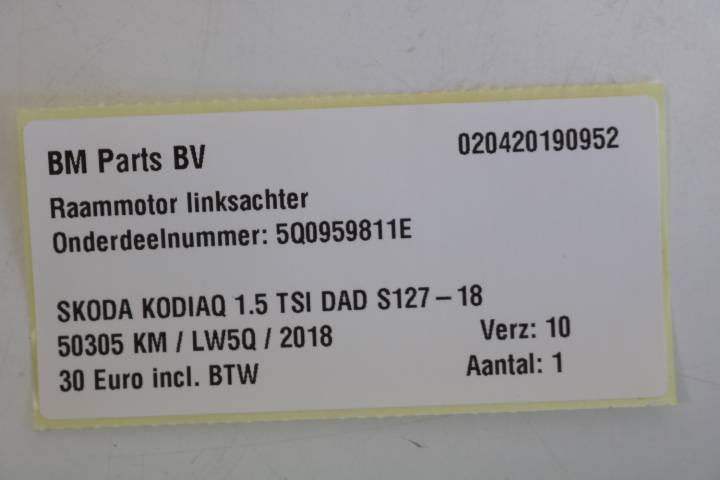 BM Parts BV 020420190952
Raammotor linksachter
Onderdeelnummer: 5Q0959811E
SKODA KODIAQ 1.5 TSI DAD S127 – 18
50305 KM / LW5Q / 2018 Verz: 10
30 Euro incl. BTW Aantal: 1